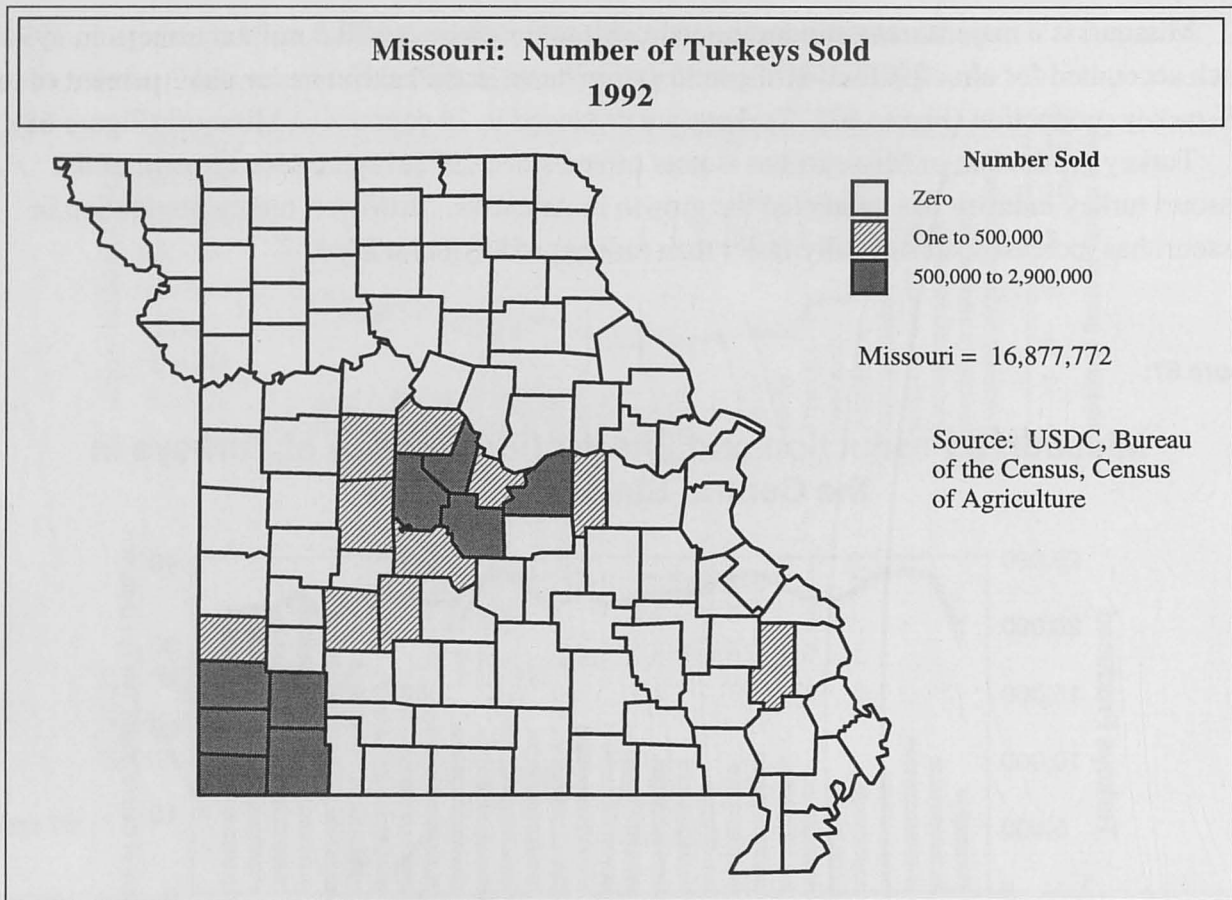 Missouri: Number of Turkeys Sold
1992
Number Sold
Zero
One to 500,000
500,000 to 2,900,000
Missouri = 16,877,772
Source: USDC, Bureau
of the Census, Census
of Agriculture